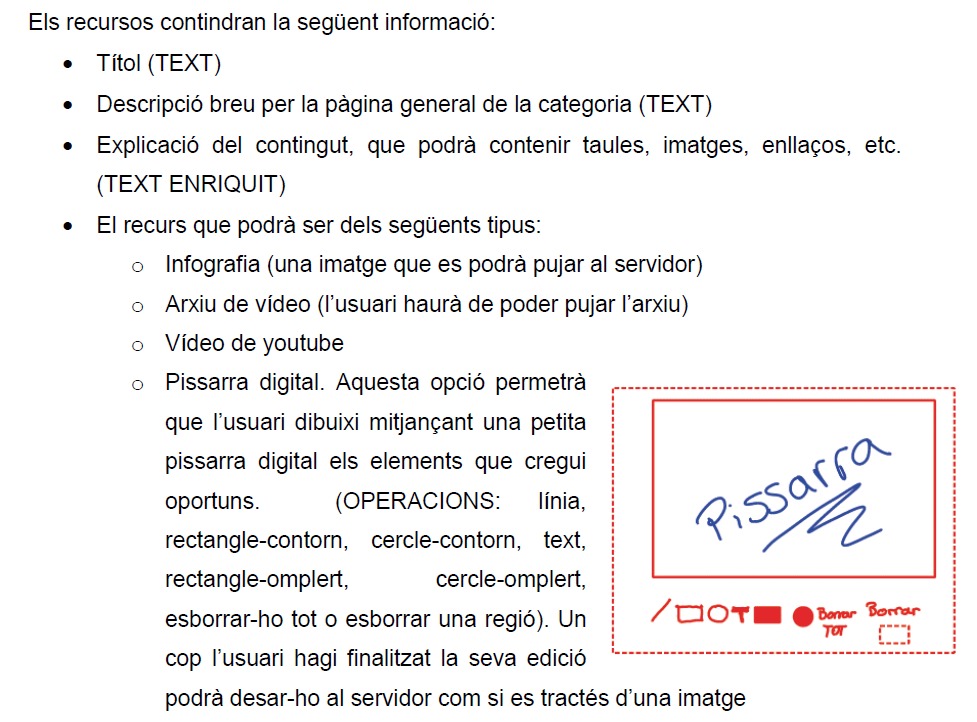 Els recursos contindran la següent informació:
• Títol (TEXT)
• Descripció breu per la pàgina general de la categoria (TEXT)
• Explicació del contingut, que podrà contenir taules, imatges, enllaços, etc.
(TEXT ENRIQUIT)
• El recurs que podrà ser dels següents tipus:
o Infografia (una imatge que es podrà pujar al servidor)
o Arxiu de vídeo (l’usuari haurà de poder pujar l’arxiu)
o Vídeo de youtube
o Pissarra digital. Aquesta opció permetrà
que l’usuari dibuixi mitjançant una petita
pissarra digital els elements que cregui
oportuns. (OPERACIONS: línia,
rectangle-contorn, cercle-contorn, text,
rectangle-omplert, cercle-omplert,
esborrar-ho tot o esborrar una regió). Un
cop l’usuari hagi finalitzat la seva edició
podrà desar-ho al servidor com si es tractés d’una imatge
Pissarra
T
Borrar
TOT
Borrar